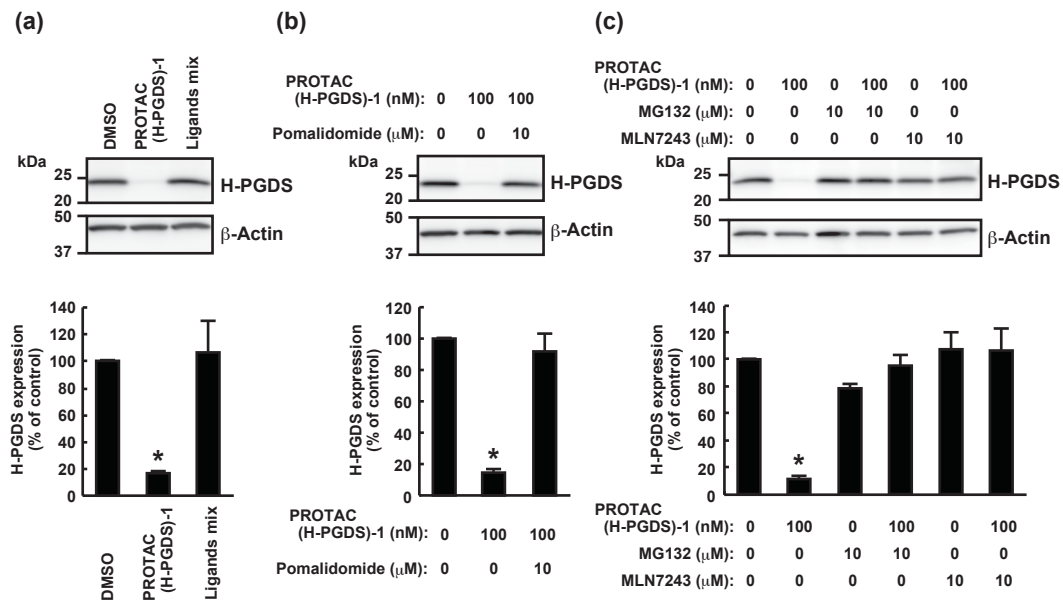 (a)
DMSO
PROTAC
(H-PGDS)-1
Ligands mix
kDa
25
20
H-PGDS
50
37
β-Actin
H-PGDS expression
(% of control)
140
120
100
80
60
40
20
0
*
DMSO
PROTAC
(H-PGDS)-1
Ligands mix
(b)
PROTAC
(H-PGDS)-1 (nM): 0 100 100
Pomalidomide (μM): 0 0 10
kDa
25
20
H-PGDS
50
37
β-Actin
H-PGDS expression
(% of control)
120
100
80
60
40
20
0
*
PROTAC
(H-PGDS)-1 (nM): 0 100 100
Pomalidomide (μM): 0 0 10
(c)
PROTAC
(H-PGDS)-1 (nM): 0 100 0 100 0 100
MG132 (μM): 0 0 10 10 0 0
MLN7243 (μM): 0 0 0 0 10 10
kDa
25
20
H-PGDS
50
37
β-Actin
H-PGDS expression
(% of control)
140
120
100
80
60
40
20
0
*
PROTAC
(H-PGDS)-1 (nM): 0 100 0 100 0 100
MG132 (μM): 0 0 10 10 0 0
MLN7243 (μM): 0 0 0 0 10 10